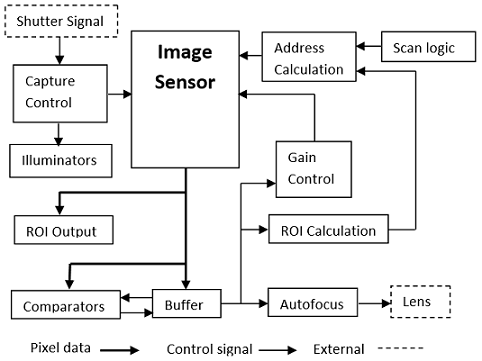 Shutter Signal
Image
Sensor
Address
Calculation
Scan logic
Capture
Control
Illuminators
Gain
Control
ROI Output
ROI Calculation
Comparators
Buffer
Autofocus
Lens
Pixel data
Control signal
External